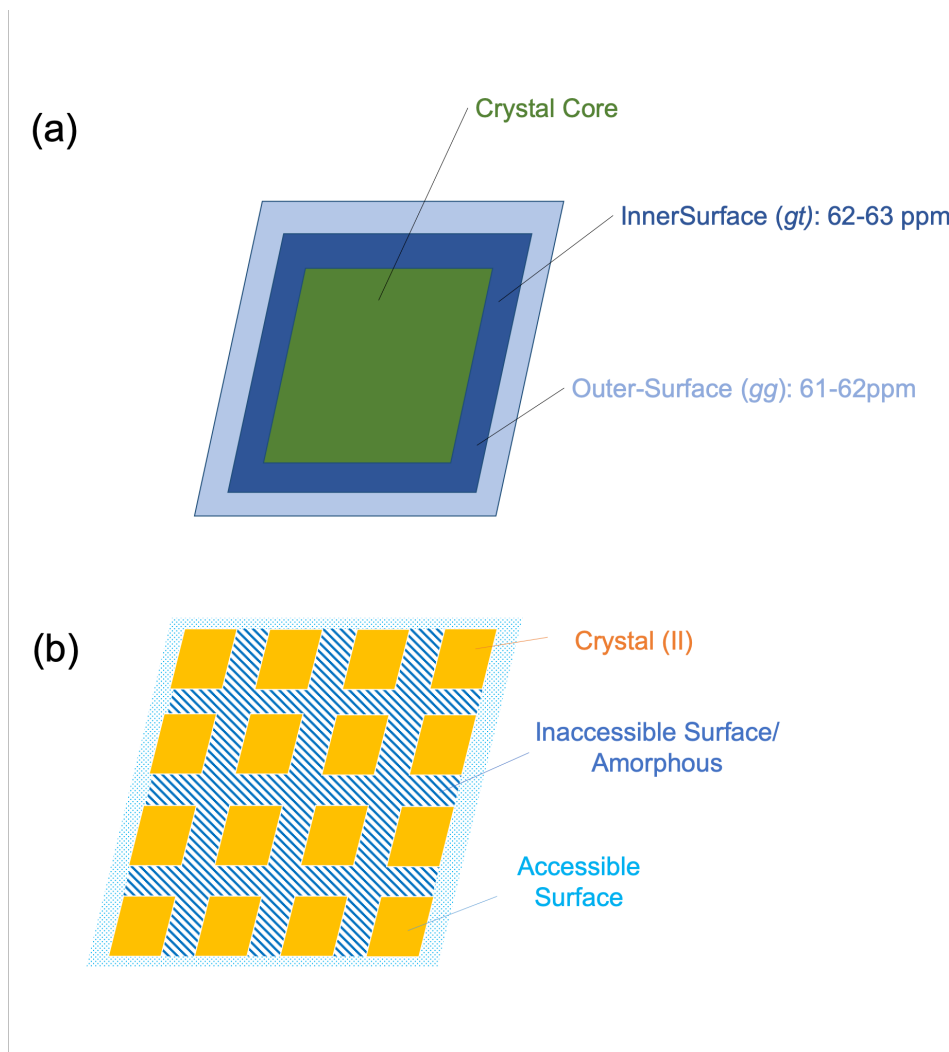 (a)
Crystal Core
InnerSurface (gt): 62-63 ppm
Outer-Surface (gg): 61-62ppm
(b)
Crystal (II)
Inaccessible Surface/
Amorphous
Accessible
Surface